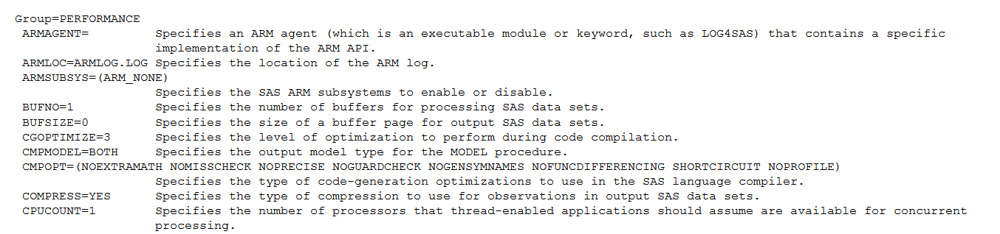 Group=PERFORMANCE
ARMAGENT= Specifies an ARM agent (which is an executable module or keyword, such as LOG4SAS) that contains a specific
implementation of the ARM API.
ARMLOC=ARMLOG.LOG Specifies the location of the ARM log.
ARMSUBSYS=(ARM_NONE)
Specifies the SAS ARM subsystems to enable or disable.
BUFNO=1 Specifies the number of buffers for processing SAS data sets.
BUFSIZE=0 Specifies the size of a buffer page for output SAS data sets.
CGOPTIMIZE=3 Specifies the level of optimization to perform during code compilation.
CMPMODEL=BOTH Specifies the output model type for the MODEL procedure.
CMPOPT=(NOEXTRAMATH NOMISSCHECK NOPRECISE NOGUARDCHECK NOGENSYMNAMES NOFUNCDIFFERENCING SHORTCIRCUIT NOPROFILE)
Specifies the type of code-generation optimizations to use in the SAS language compiler.
COMPRESS=YES Specifies the type of compression to use for observations in output SAS data sets.
CPUCOUNT=1 Specifies the number of processors that thread-enabled applications should assume are available for concurrent
processing.